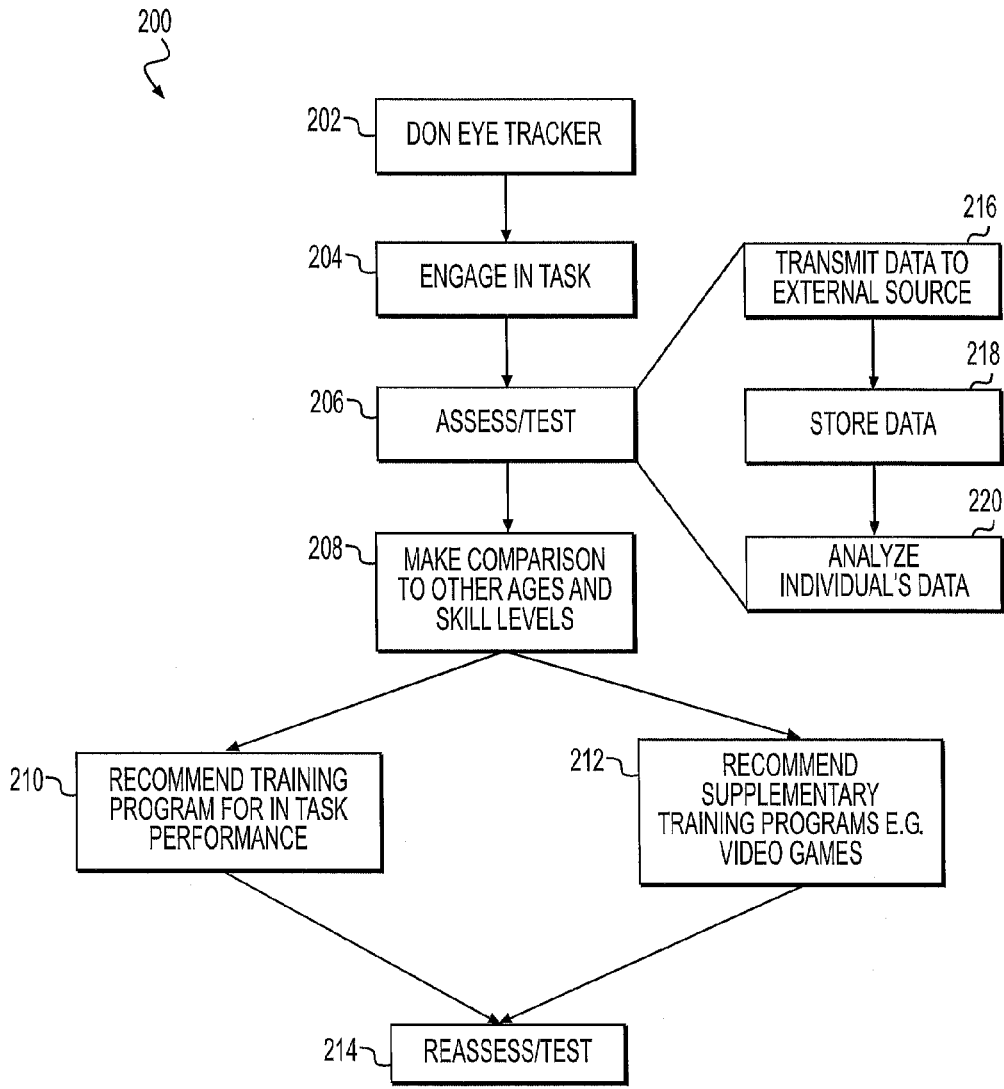 200
202
DON EYE TRACKER
204
ENGAGE IN TASK
206
ASSESS/TEST
216
TRANSMIT DATA TO
EXTERNAL SOURCE
218
STORE DATA
220
ANALYZE
INDIVIDUAL'S DATA
208
MAKE COMPARISON
TO OTHER AGES AND
SKILL LEVELS
210
RECOMMEND TRAINING
PROGRAM FOR IN TASK
PERFORMANCE
212
RECOMMEND
SUPPLEMENTARY
TRAINING PROGRAMS E.G.
VIDEO GAMES
214
REASSESS/TEST